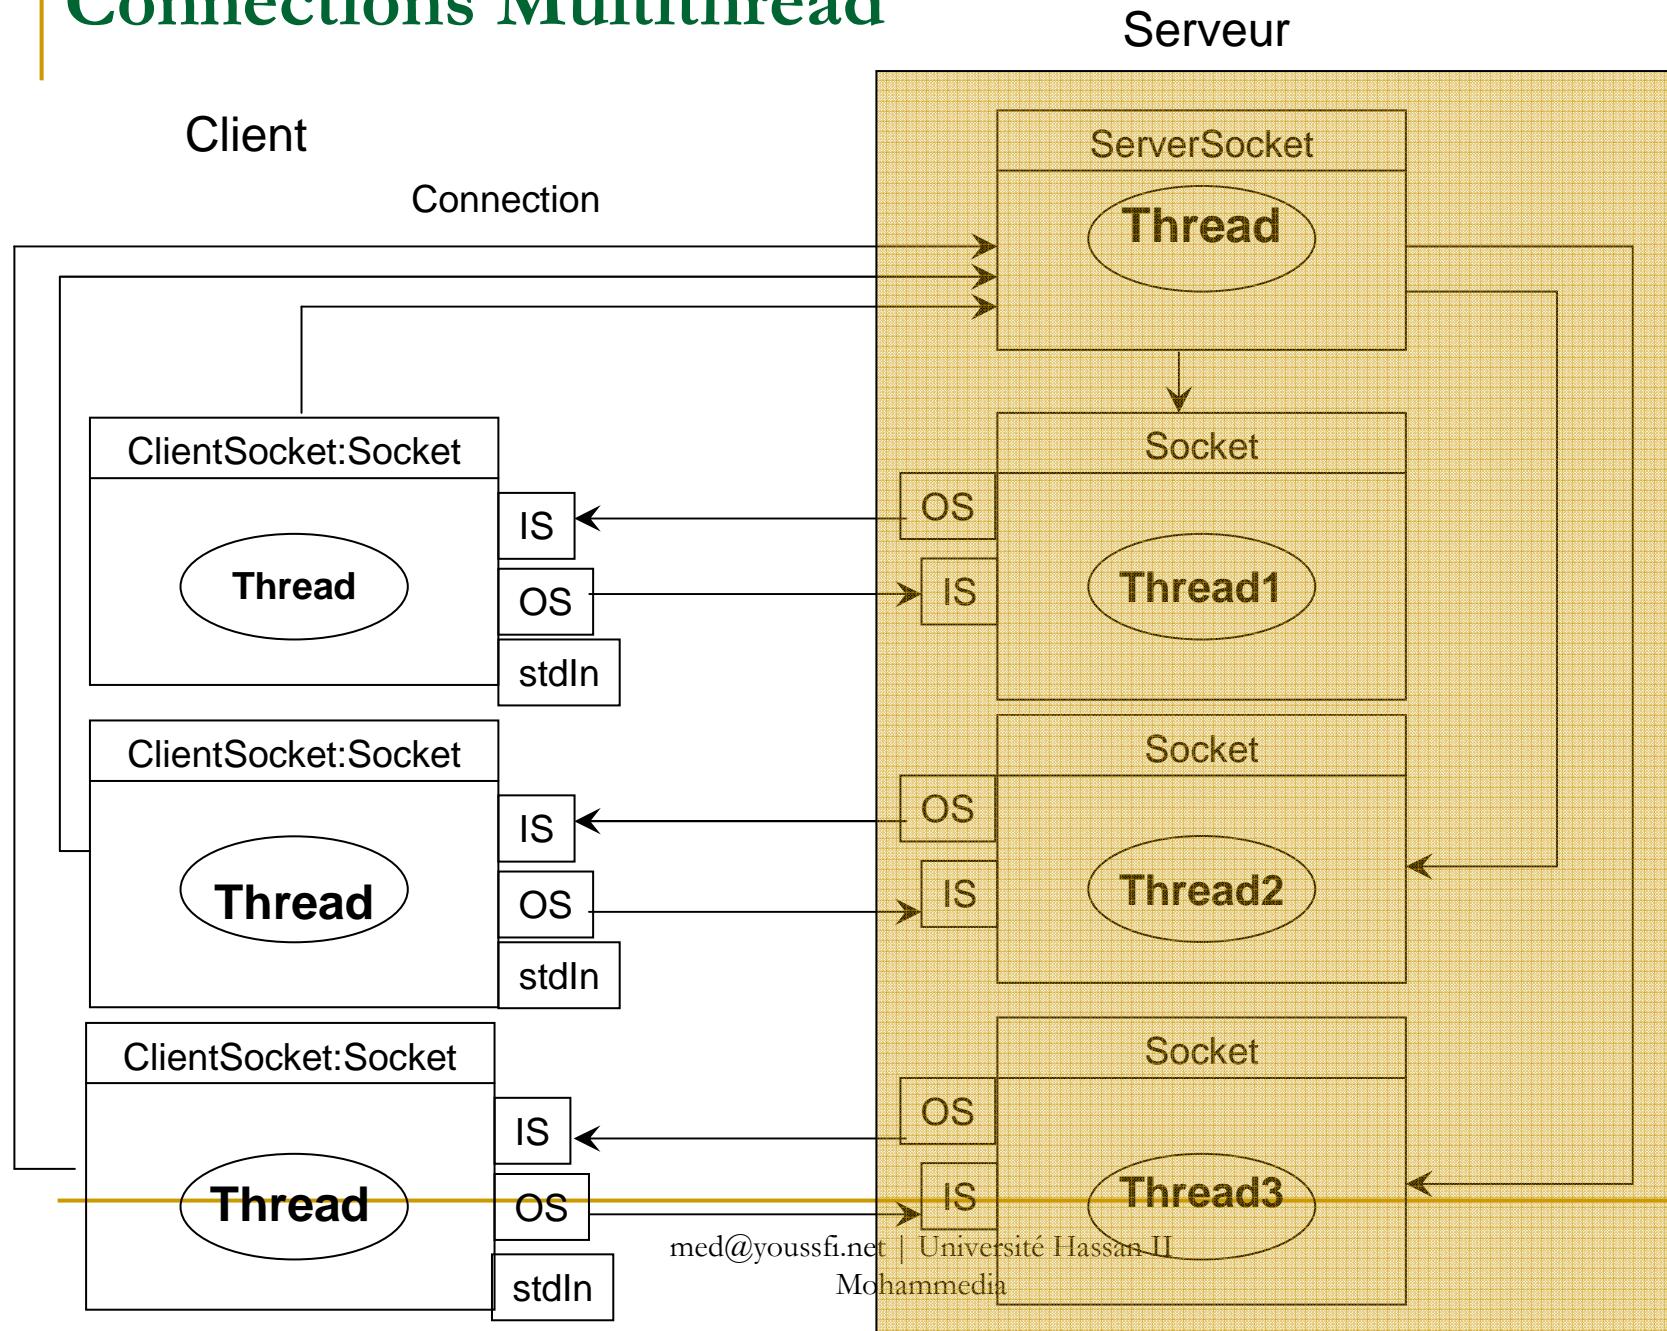 Connections Multithread
Serveur
Client
Connection
ServerSocket
Thread
ClientSocket:Socket
Thread
IS
OS
stdIn
Socket
OS
IS
Thread1
ClientSocket:Socket
Thread
IS
OS
stdIn
Socket
OS
IS
Thread2
ClientSocket:Socket
Thread
IS
OS
stdIn
Socket
OS
IS
Thread3
med@youssfi.net | Université Hassan II
Mohammedia